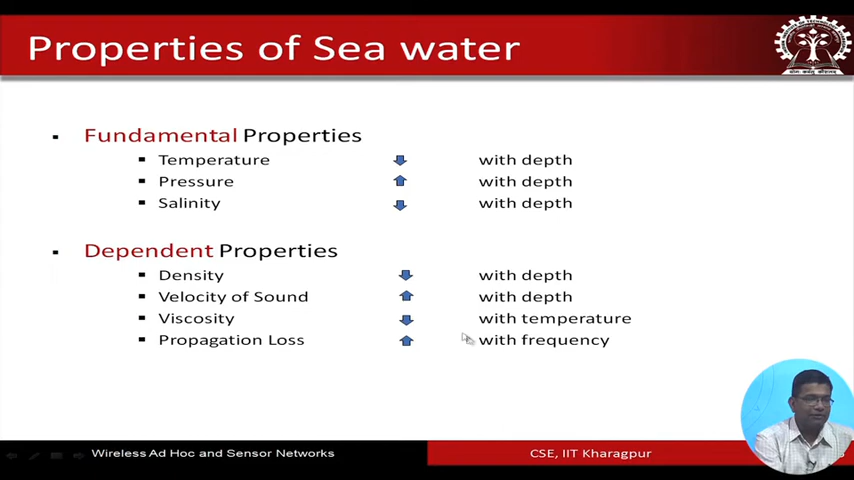 Properties of Sea water
▪ Fundamental Properties
▪ Temperature with depth
▪ Pressure with depth
▪ Salinity with depth
▪ Dependent Properties
▪ Density with depth
▪ Velocity of Sound with depth
▪ Viscosity with temperature
▪ Propagation Loss with frequency
Wireless Ad Hoc and Sensor Networks CSE, IIT Kharagpur